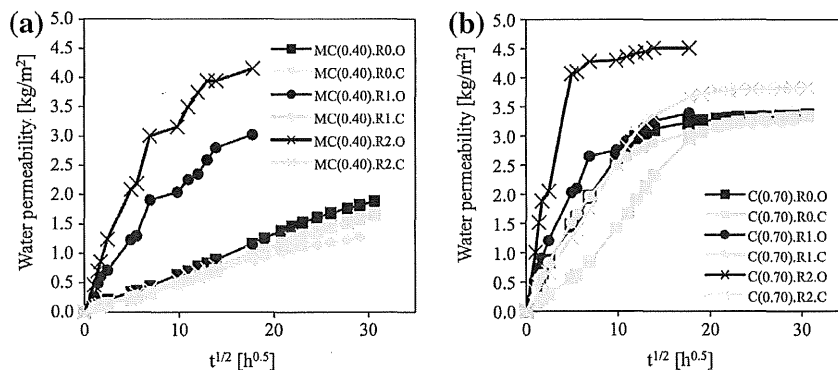 (a)
5.0
4.5
4.0
3.5
3.0
2.5
2.0
1.5
1.0
0.5
0.0
Water permeability. [kg/m²]
MC(0.40).R0.O
MC(0.40).R0.C
MC(0.40).R1.O
MC(0.40).R1.C
MC(0.40).R2.O
MC(0.40).R2.C
0 10 20 30
t^1/2 [h^0.5]
(b)
5.0
4.5
4.0
3.5
3.0
2.5
2.0
1.5
1.0
0.5
0.0
Water permeability [kg/m²]
C(0.70).R0.O
C(0.70).R0.C
C(0.70).R1.O
C(0.70).R1.C
C(0.70).R2.O
C(0.70).R2.C
0 10 20 30
t^1/2 [h^0.5]